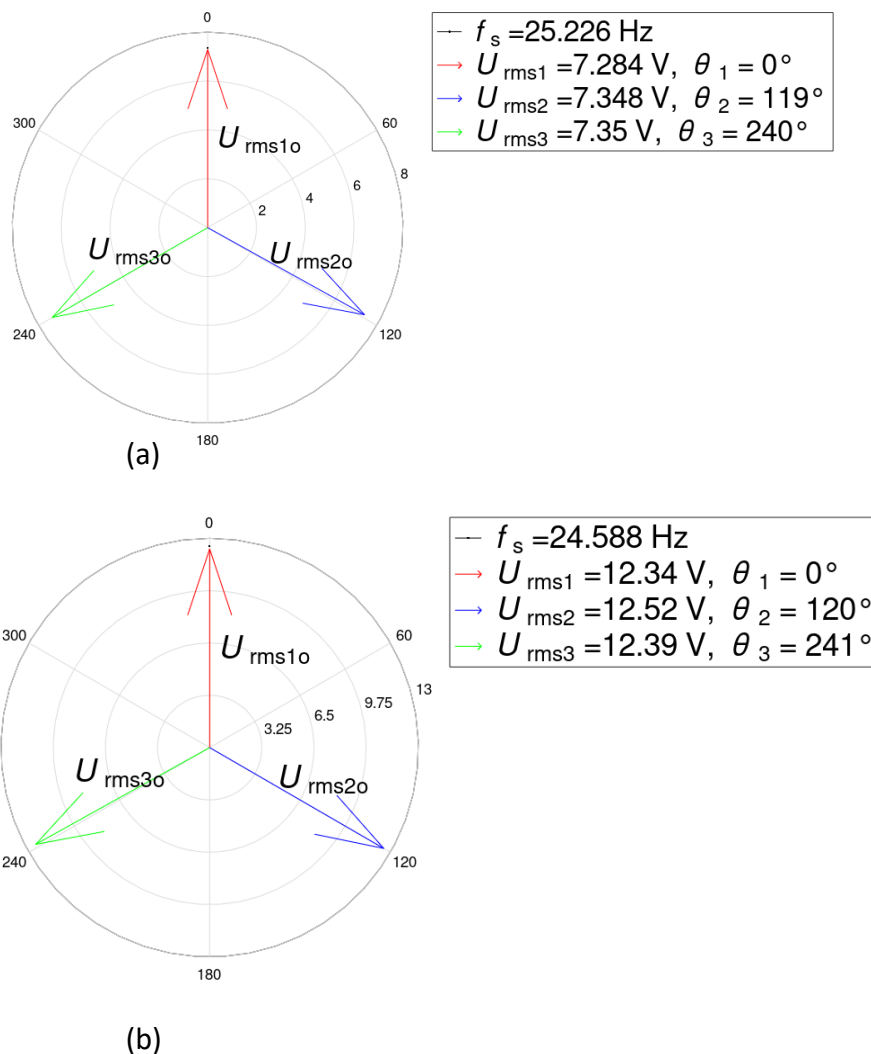 0
60
120
180
240
300
2
4
6
8
U rms1o
U rms2o
U rms3o
f s =25.226 Hz
U rms1 =7.284 V, θ 1 = 0°
U rms2 =7.348 V, θ 2 = 119°
U rms3 =7.35 V, θ 3 = 240°
(a)
0
60
120
180
240
300
3.25
6.5
9.75
13
U rms1o
U rms2o
U rms3o
f s =24.588 Hz
U rms1 =12.34 V, θ 1 = 0°
U rms2 =12.52 V, θ 2 = 120°
U rms3 =12.39 V, θ 3 = 241°
(b)